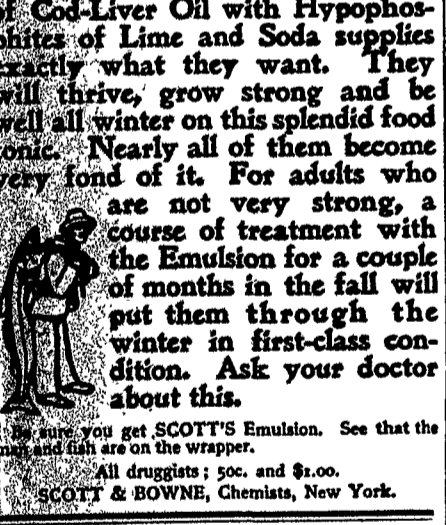 of Cod-Liver Oil with Hypophos-
phites of Lime and Soda supplies
exactly what they want. They
will thrive, grow strong and be
well all winter on this splendid food
tonic. Nearly all of them become
very fond of it. For adults who
are not very strong, a
course of treatment with
the Emulsion for a couple
of months in the fall will
put them through the
winter in first-class con-
dition. Ask your doctor
about this.
Be sure you get SCOTT'S Emulsion. See that the
man and fish are on the wrapper.
All druggists; 50c. and $1.00.
SCOTT & BOWNE, Chemists, New York.